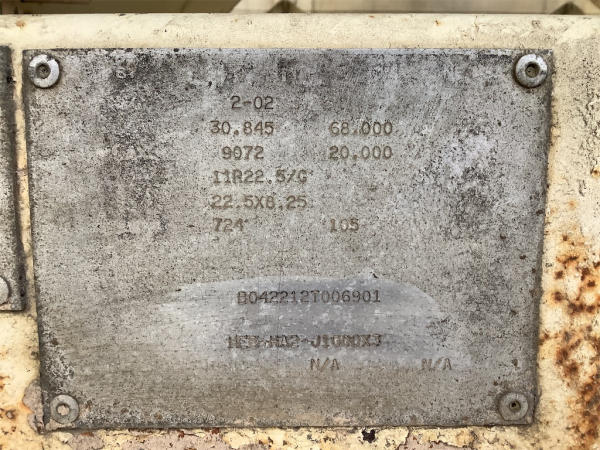 2-02
30.845 68.000
9072 20.000
11R22.5/G
22.5X8.25
724 105
B042212T006901
N/A N/A